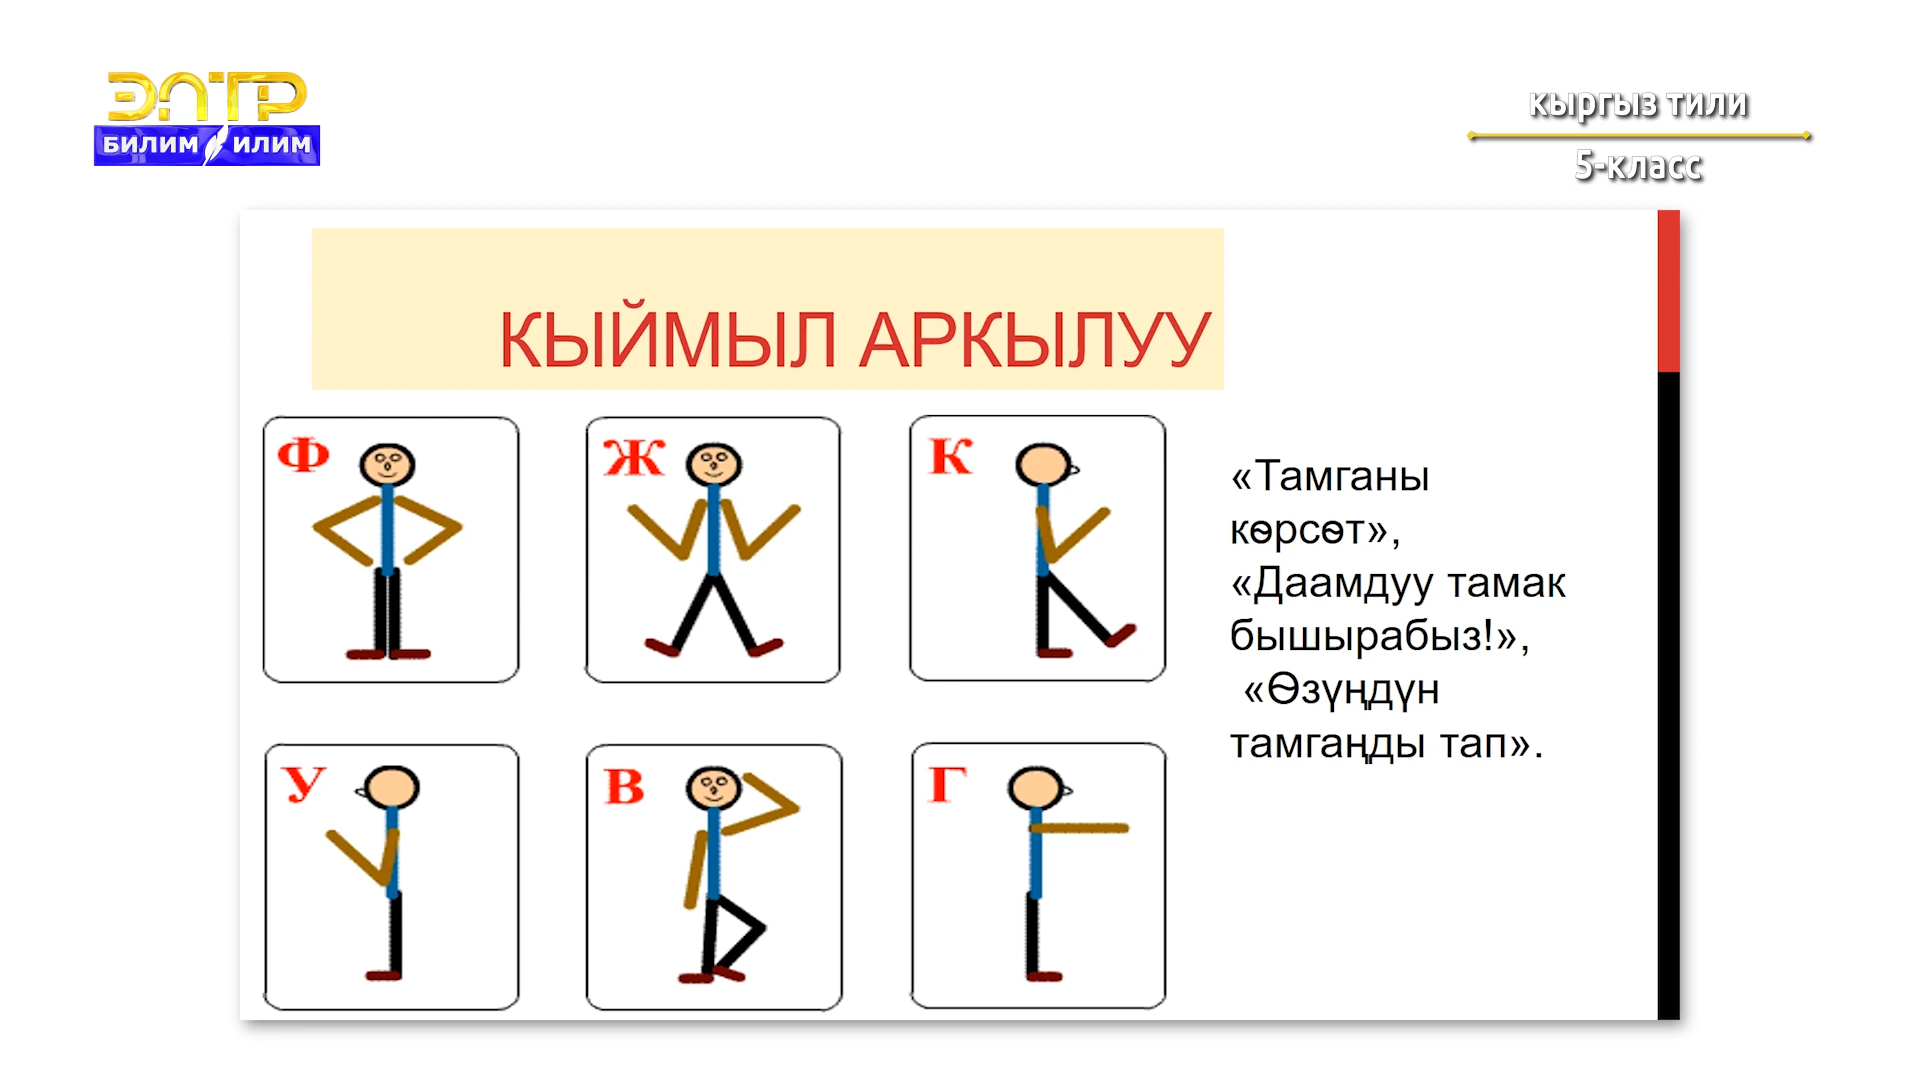 ЭЛТР
БИЛИМ ИЛИМ
кыргыз тили
5-класс
КЫЙМЫЛ АРКЫЛУУ
Ф
Ж
К
У
В
Г
«Тамганы
көрсөт»,
«Даамдуу тамак
бышырабыз!»,
«Өзүңдүн
тамгаңды тап».